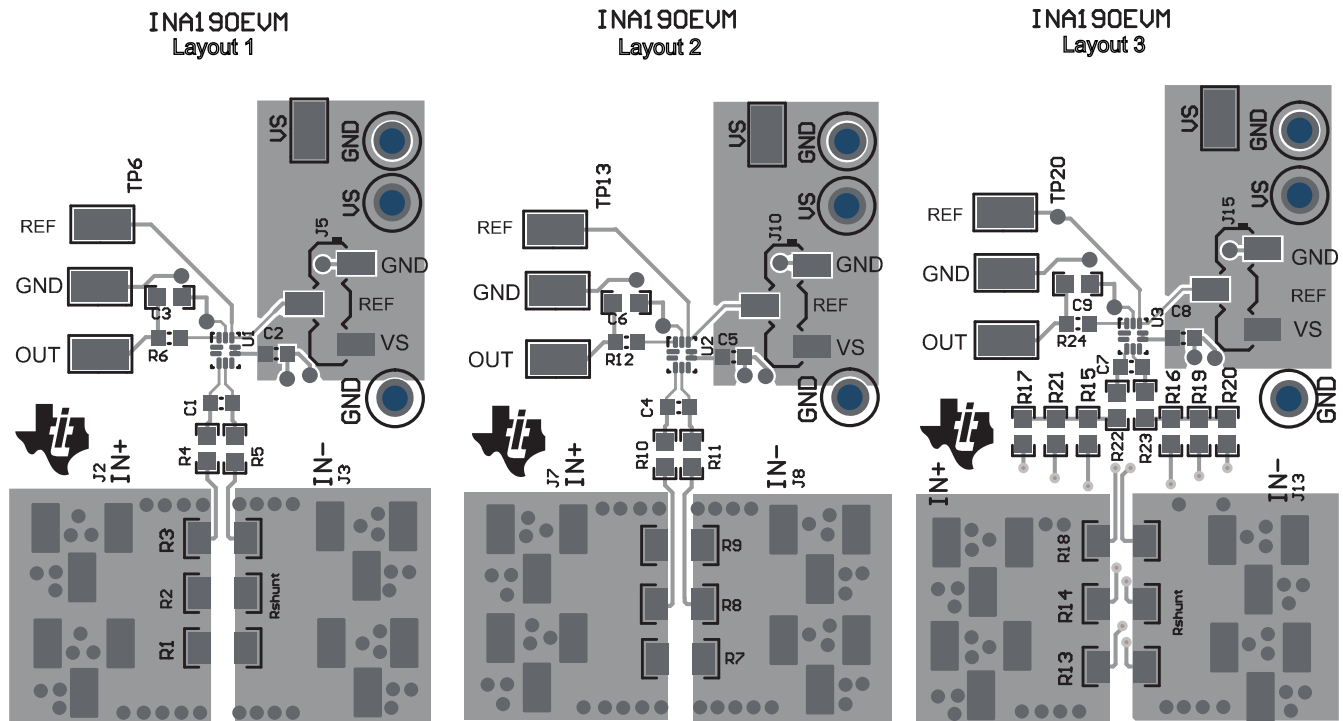 INA190EVM
Layout 1
VS
GND
VS
TP6
REF
J5
GND
GND
C3
REF
U1
C2
OUT
R6
VS
GND
C1
R4
R5
J2
IN+
IN-
J3
R3
R2
Rshunt
R1
INA190EVM
Layout 2
VS
GND
VS
TP13
REF
J10
GND
GND
C6
REF
U2
C5
OUT
R12
VS
GND
C4
R10
R11
J7
IN+
IN-
J8
R9
R8
R7
INA190EVM
Layout 3
VS
GND
VS
TP20
REF
J15
GND
GND
C9
REF
U3
C8
OUT
R24
VS
C7
GND
R17
R21
R15
R16
R19
R20
R22
R23
IN+
IN-
J13
R18
R14
Rshunt
R13